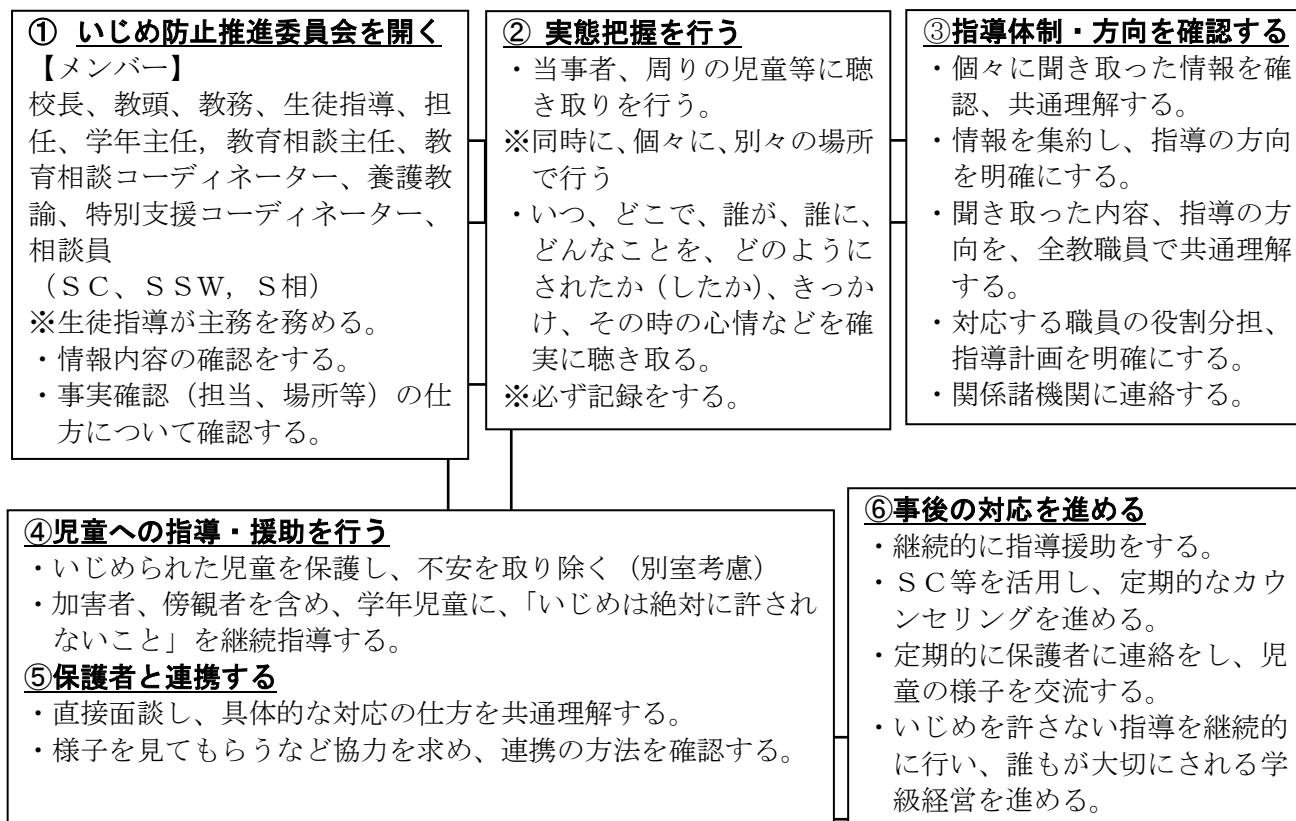 ① いじめ防止推進委員会を開く
【メンバー】
校長、教頭、教務、生徒指導、担
任、学年主任，教育相談主任、教
育相談コーディネーター、養護教
諭、特別支援コーディネーター、
相談員
（ＳＣ、ＳＳＷ，Ｓ相）
※生徒指導が主務を務める。
・情報内容の確認をする。
・事実確認（担当、場所等）の仕
方について確認する。
② 実態把握を行う
・当事者、周りの児童等に聴
き取りを行う。
※同時に、個々に、別々の場所
で行う
・いつ、どこで、誰が、誰に、
どんなことを、どのように
されたか（したか）、きっか
け、その時の心情などを確
実に聴き取る。
※必ず記録をする。
③指導体制・方向を確認する
・個々に聞き取った情報を確
認、共通理解する。
・情報を集約し、指導の方向
を明確にする。
・聞き取った内容、指導の方
向を、全教職員で共通理解
する。
・対応する職員の役割分担、
指導計画を明確にする。
・関係諸機関に連絡する。
④児童への指導・援助を行う
・いじめられた児童を保護し、不安を取り除く（別室考慮）
・加害者、傍観者を含め、学年児童に、「いじめは絶対に許され
ないこと」を継続指導する。
⑤保護者と連携する
・直接面談し、具体的な対応の仕方を共通理解する。
・様子を見てもらうなど協力を求め、連携の方法を確認する。
⑥事後の対応を進める
・継続的に指導援助をする。
・ＳＣ等を活用し、定期的なカウ
ンセリングを進める。
・定期的に保護者に連絡をし、児
童の様子を交流する。
・いじめを許さない指導を継続的
に行い、誰もが大切にされる学
級経営を進める。